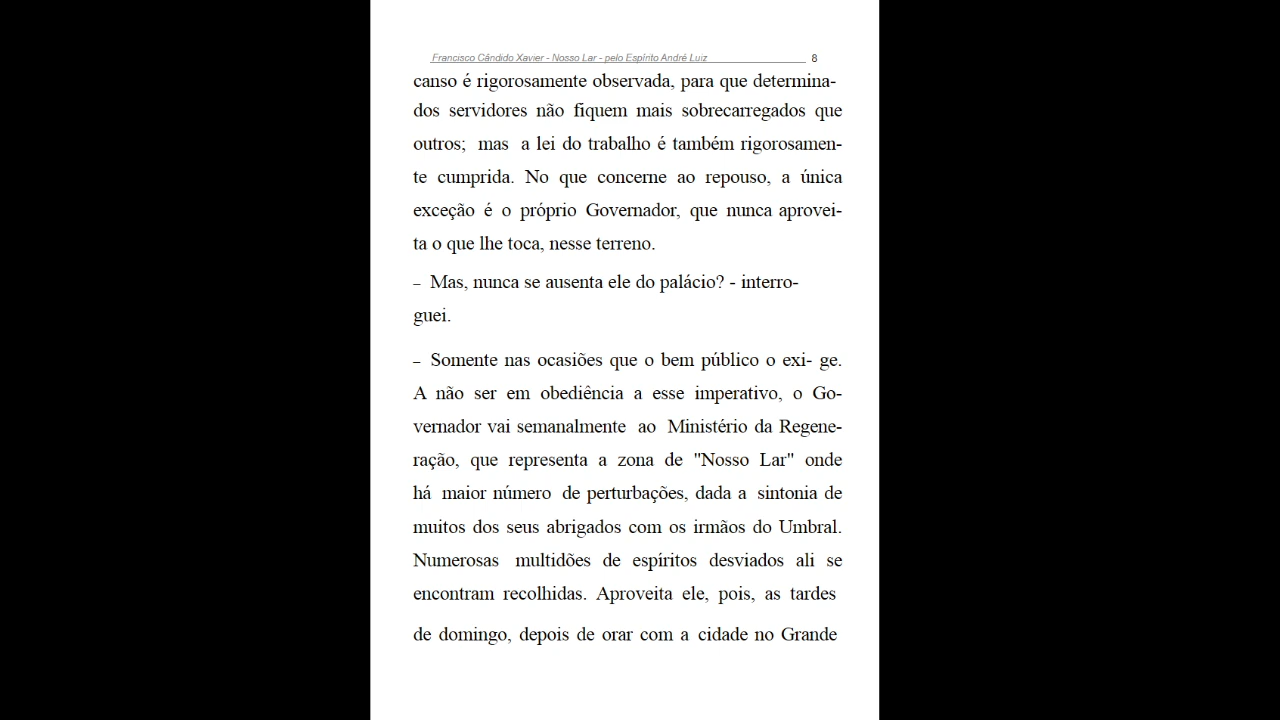 Francisco Cândido Xavier - Nosso Lar - pelo Espírito André Luiz 8
canso é rigorosamente observada, para que determina-
dos servidores não fiquem mais sobrecarregados que
outros; mas a lei do trabalho é também rigorosamen-
te cumprida. No que concerne ao repouso, a única
exceção é o próprio Governador, que nunca aprovei-
ta o que lhe toca, nesse terreno.
– Mas, nunca se ausenta ele do palácio? - interro-
guei.
– Somente nas ocasiões que o bem público o exi- ge.
A não ser em obediência a esse imperativo, o Go-
vernador vai semanalmente ao Ministério da Regene-
ração, que representa a zona de "Nosso Lar" onde
há maior número de perturbações, dada a sintonia de
muitos dos seus abrigados com os irmãos do Umbral.
Numerosas multidões de espíritos desviados ali se
encontram recolhidas. Aproveita ele, pois, as tardes
de domingo, depois de orar com a cidade no Grande